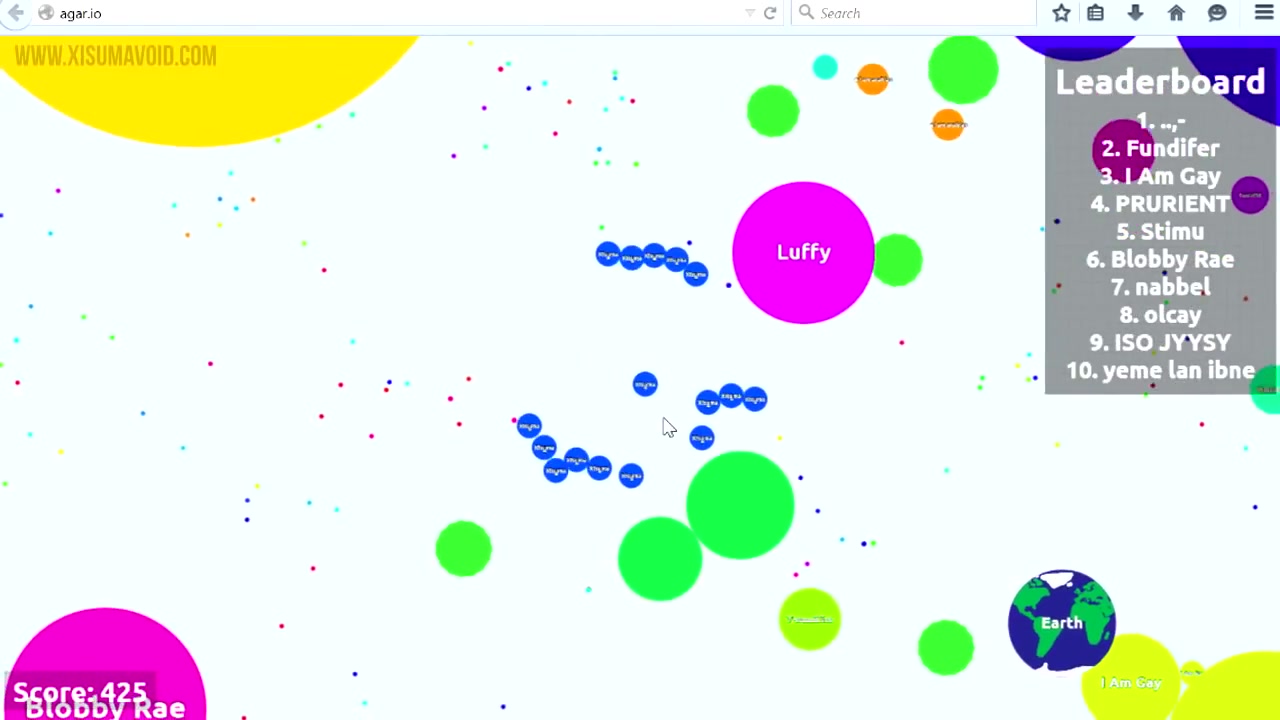 agar.io
Search
WWW.XISUMAVOID.COM
Leaderboard
1. ..,-
2. Fundifer
3. I Am Gay
4. PRURIENT
5. Stimu
6. Blobby Rae
7. nabbel
8. olcay
9. ISO JYYSY
10. yeme lan ibne
Luffy
Earth
I Am Gay
Score: 425
Blobby Rae